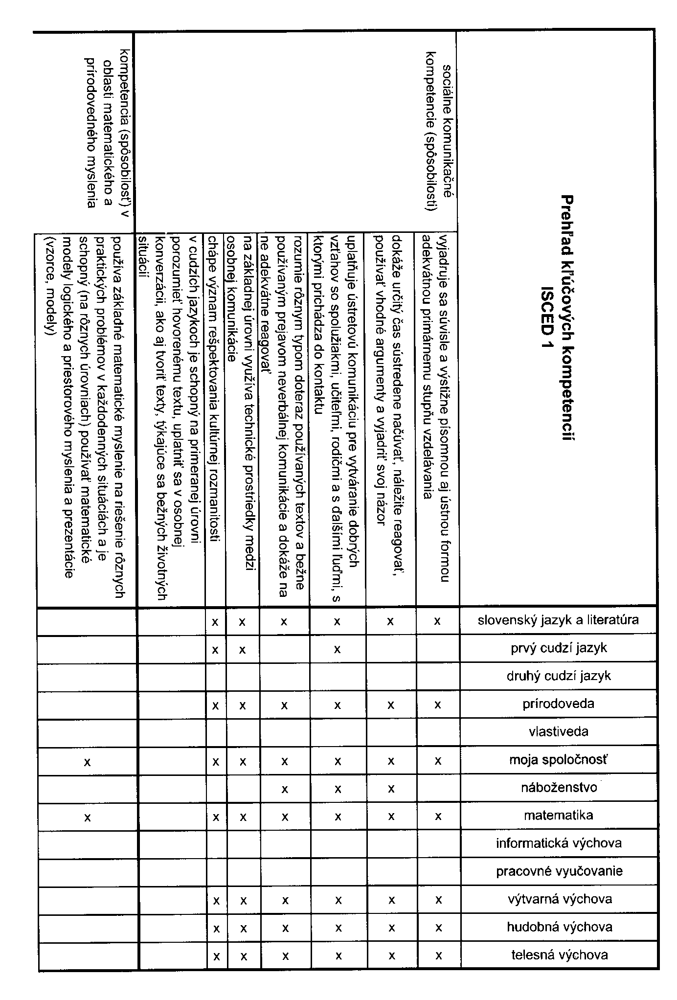 Prehľad kľúčových kompetencií
ISCED 1
slovenský jazyk a literatúra
prvý cudzí jazyk
druhý cudzí jazyk
prírodoveda
vlastiveda
moja spoločnosť
náboženstvo
matematika
informatická výchova
pracovné vyučovanie
výtvarná výchova
hudobná výchova
telesná výchova
sociálne komunikačné
kompetencie (spôsobilosti)
vyjadruje sa súvisle a výstižne písomnou aj ústnou formou
adekvátnou primárnemu stupňu vzdelávania
x x x x x x x
dokáže určitý čas sústredene načúvať, náležite reagovať,
používať vhodné argumenty a vyjadriť svoj názor
x x x x x x x x
uplatňuje ústretovú komunikáciu pre vytváranie dobrých
vzťahov so spolužiakmi, učiteľmi, rodičmi a s ďalšími ľuďmi, s
ktorými prichádza do kontaktu
x x x x x x x x x
rozumie rôznym typom doteraz používaných textov a bežne
používaným prejavom neverbálnej komunikácie a dokáže na
ne adekvátne reagovať
x x x x x x x x
na základnej úrovni využíva technické prostriedky medzi
osobnej komunikácie
x x x x x x x x
chápe význam rešpektovania kultúrnej rozmanitosti
x x x x x x x x
v cudzích jazykoch je schopný na primeranej úrovni
porozumieť hovorenému textu, uplatniť sa v osobnej
konverzácii, ako aj tvoriť texty, týkajúce sa bežných životných
situácii
kompetencia (spôsobilosť) v
oblasti matematického a
prírodovedného myslenia
používa základné matematické myslenie na riešenie rôznych
praktických problémov v každodenných situáciách a je
schopný (na rôznych úrovniach) používať matematické
modely logického a priestorového myslenia a prezentácie
(vzorce, modely)
x x